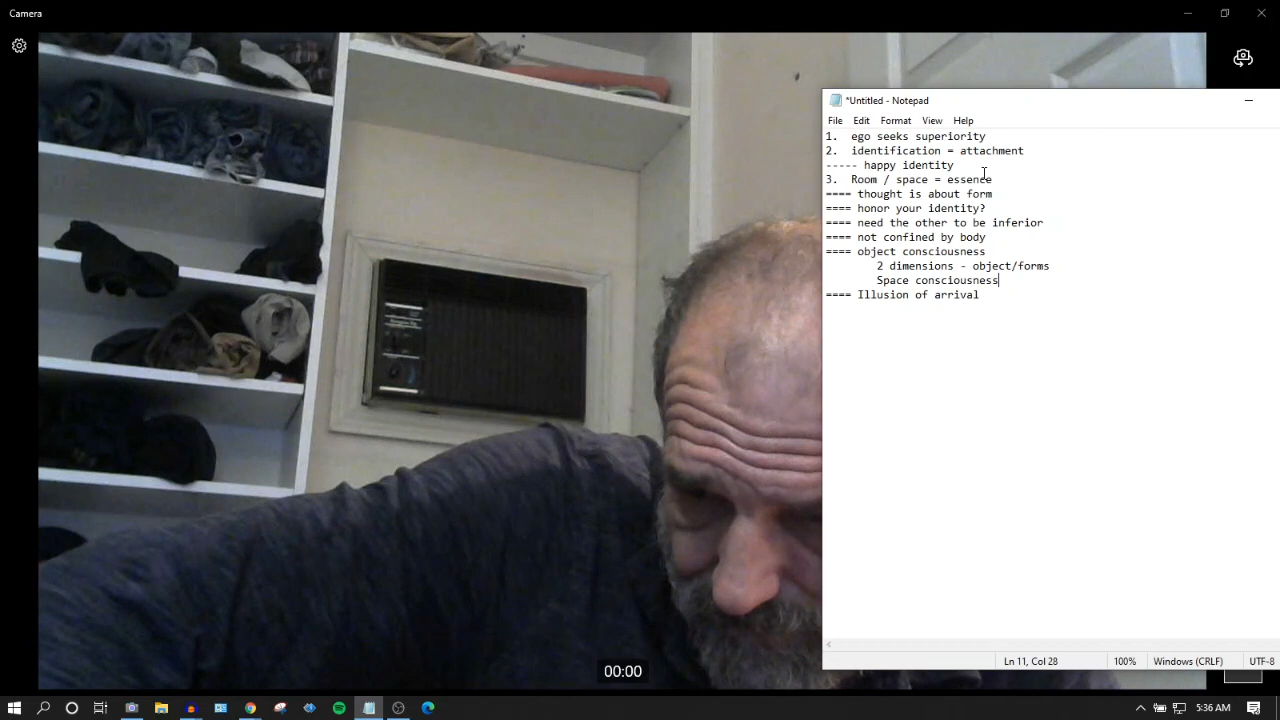 Camera
*Untitled - Notepad
File Edit Format View Help
1.  ego seeks superiority
2.  identification = attachment
----- happy identity
3.  Room / space = essence
==== thought is about form
==== honor your identity?
==== need the other to be inferior
==== not confined by body
==== object consciousness
2 dimensions - object/forms
Space consciousness
==== Illusion of arrival
Ln 11, Col 28 100% Windows (CRLF) UTF-8
00:00
5:36 AM